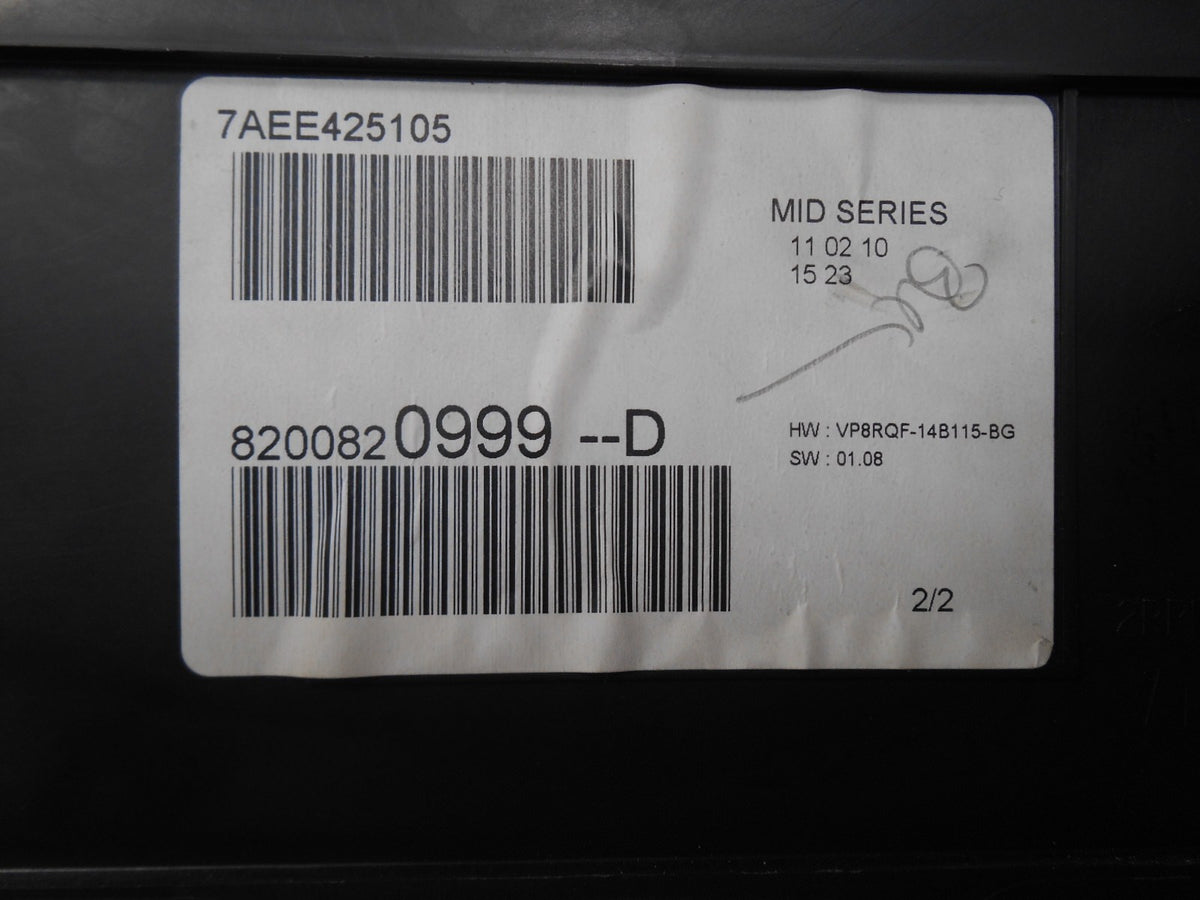 7AEE425105
MID SERIES
11 02 10
15 23
8200820999 --D
HW : VP8RQF-14B115-BG
SW : 01.08
2/2